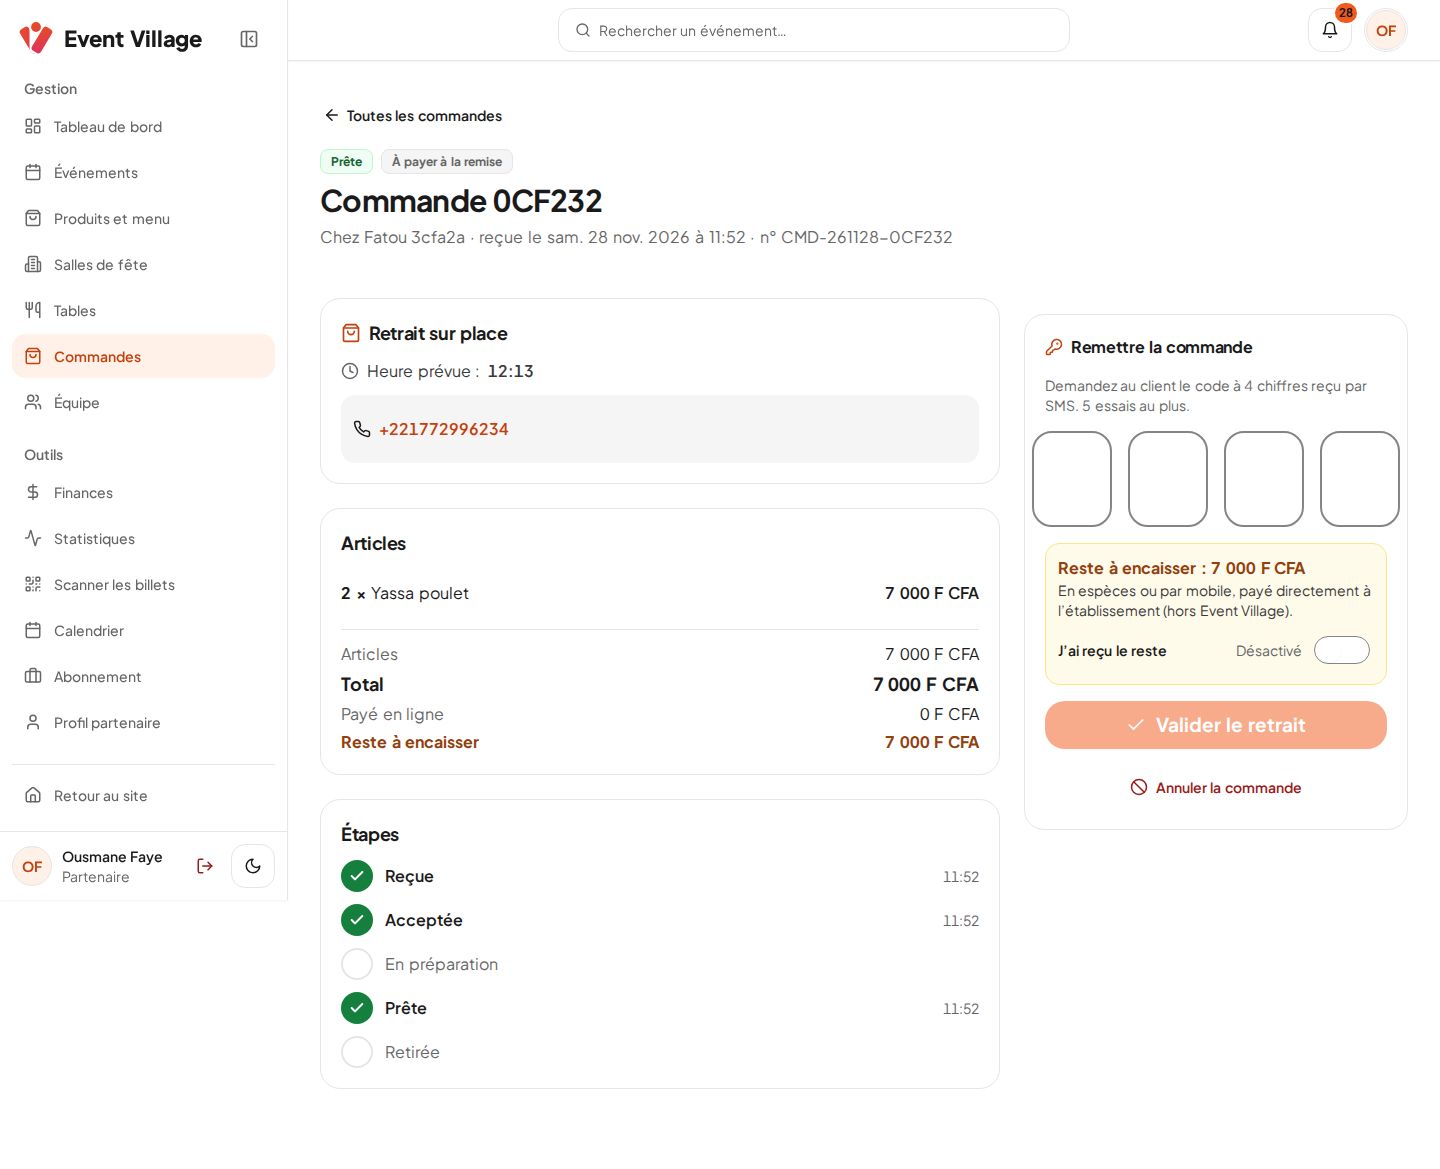 Event Village
Rechercher un événement…
28
OF
Gestion
Tableau de bord
Événements
Produits et menu
Salles de fête
Tables
Commandes
Équipe
Outils
Finances
Statistiques
Scanner les billets
Calendrier
Abonnement
Profil partenaire
Retour au site
OF
Ousmane Faye
Partenaire
Toutes les commandes
Prête
À payer à la remise
Commande 0CF232
Chez Fatou 3cfa2a · reçue le sam. 28 nov. 2026 à 11:52 · n° CMD-261128-0CF232
Retrait sur place
Heure prévue : 12:13
+221772996234
Articles
2 × Yassa poulet 7 000 F CFA
Articles 7 000 F CFA
Total 7 000 F CFA
Payé en ligne 0 F CFA
Reste à encaisser 7 000 F CFA
Étapes
Reçue 11:52
Acceptée 11:52
En préparation
Prête 11:52
Retirée
Remettre la commande
Demandez au client le code à 4 chiffres reçu par
SMS. 5 essais au plus.
Reste à encaisser : 7 000 F CFA
En espèces ou par mobile, payé directement à
l’établissement (hors Event Village).
J’ai reçu le reste Désactivé
Valider le retrait
Annuler la commande